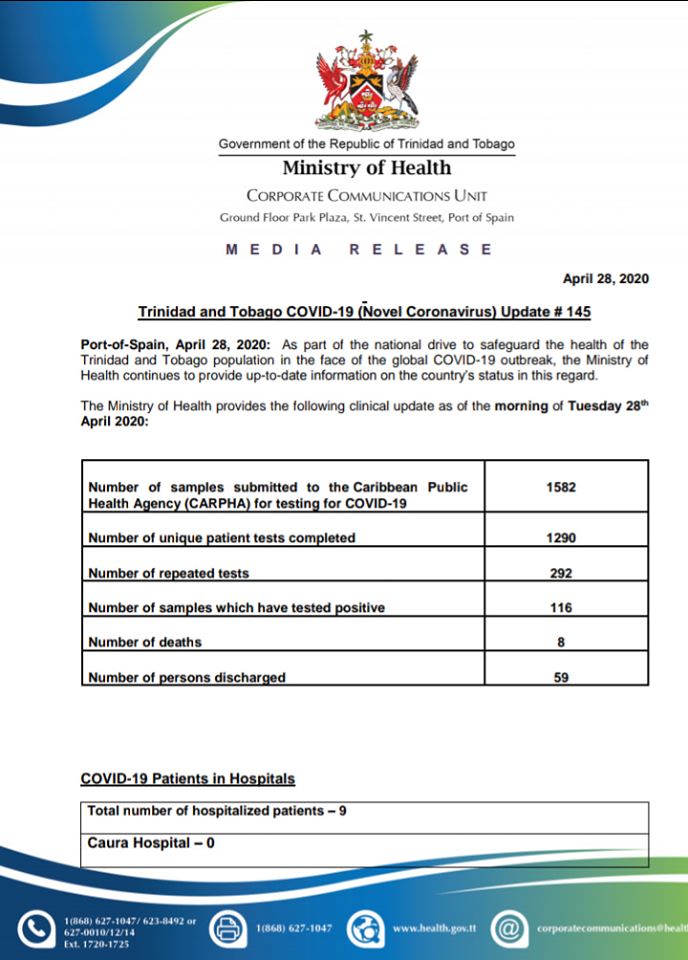 Government of the Republic of Trinidad and Tobago
Ministry of Health
CORPORATE COMMUNICATIONS UNIT
Ground Floor Park Plaza, St. Vincent Street, Port of Spain
MEDIA RELEASE
April 28, 2020
Trinidad and Tobago COVID-19 (Novel Coronavirus) Update # 145
Port-of-Spain, April 28, 2020: As part of the national drive to safeguard the health of the
Trinidad and Tobago population in the face of the global COVID-19 outbreak, the Ministry of
Health continues to provide up-to-date information on the country's status in this regard.
The Ministry of Health provides the following clinical update as of the morning of Tuesday 28th
April 2020:
Number of samples submitted to the Caribbean Public
Health Agency (CARPHA) for testing for COVID-19
1582
Number of unique patient tests completed
1290
Number of repeated tests
292
Number of samples which have tested positive
116
Number of deaths
8
Number of persons discharged
59
COVID-19 Patients in Hospitals
Total number of hospitalized patients – 9
Caura Hospital – 0
1(868) 627-1047/ 623-8492 or
627-0010/12/14
Ext. 1720-1725
1(868) 627-1047
www.health.gov.tt
corporatecommunications@healt